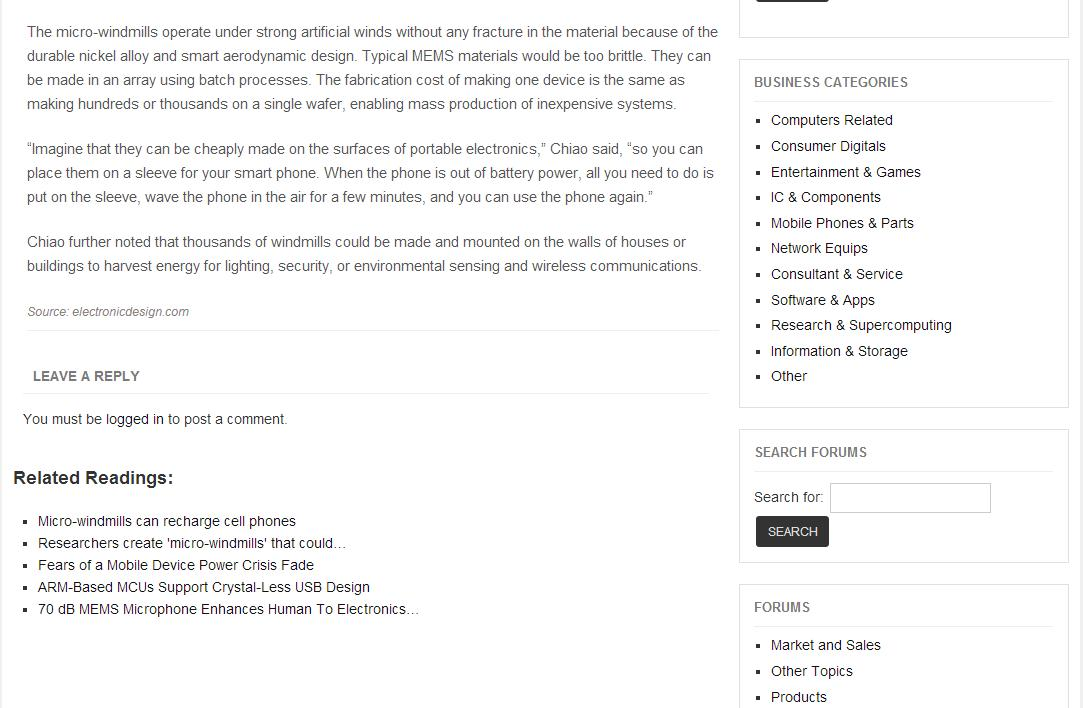 The micro-windmills operate under strong artificial winds without any fracture in the material because of the
durable nickel alloy and smart aerodynamic design. Typical MEMS materials would be too brittle. They can
be made in an array using batch processes. The fabrication cost of making one device is the same as
making hundreds or thousands on a single wafer, enabling mass production of inexpensive systems.
“Imagine that they can be cheaply made on the surfaces of portable electronics,” Chiao said, “so you can
place them on a sleeve for your smart phone. When the phone is out of battery power, all you need to do is
put on the sleeve, wave the phone in the air for a few minutes, and you can use the phone again.”
Chiao further noted that thousands of windmills could be made and mounted on the walls of houses or
buildings to harvest energy for lighting, security, or environmental sensing and wireless communications.
Source: electronicdesign.com
LEAVE A REPLY
You must be logged in to post a comment.
Related Readings:
Micro-windmills can recharge cell phones
Researchers create 'micro-windmills' that could…
Fears of a Mobile Device Power Crisis Fade
ARM-Based MCUs Support Crystal-Less USB Design
70 dB MEMS Microphone Enhances Human To Electronics…
BUSINESS CATEGORIES
Computers Related
Consumer Digitals
Entertainment & Games
IC & Components
Mobile Phones & Parts
Network Equips
Consultant & Service
Software & Apps
Research & Supercomputing
Information & Storage
Other
SEARCH FORUMS
Search for:
SEARCH
FORUMS
Market and Sales
Other Topics
Products